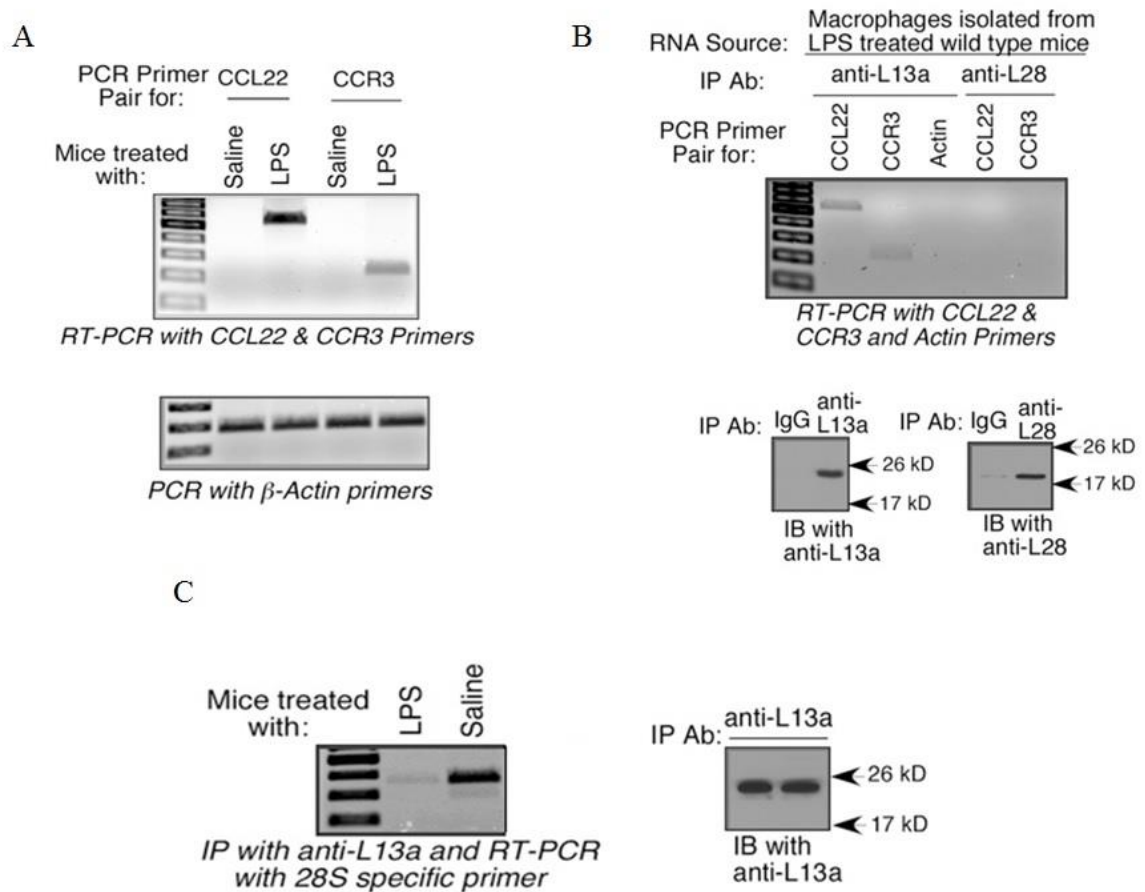 A
PCR Primer Pair for:
CCL22 CCR3
Mice treated with:
Saline LPS Saline LPS
RT-PCR with CCL22 & CCR3 Primers
PCR with β-Actin primers
B
RNA Source:
Macrophages isolated from
LPS treated wild type mice
IP Ab: anti-L13a anti-L28
PCR Primer
Pair for:
CCL22 CCR3 Actin CCL22 CCR3
RT-PCR with CCL22 &
CCR3 and Actin Primers
IP Ab: IgG anti-L13a
26 kD
17 kD
IB with
anti-L13a
IP Ab: IgG anti-L28
26 kD
17 kD
IB with
anti-L28
C
Mice treated
with:
LPS Saline
IP with anti-L13a and RT-PCR
with 28S specific primer
IP Ab: anti-L13a
26 kD
17 kD
IB with
anti-L13a